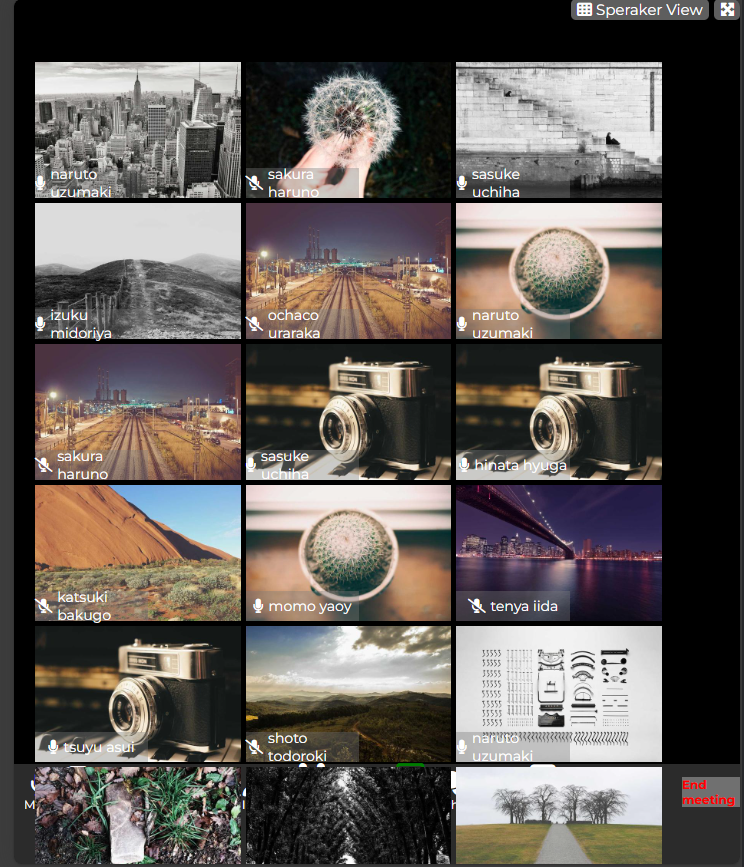 Speraker View
naruto
uzumaki
sakura
haruno
sasuke
uchiha
izuku
midoriya
ochaco
uraraka
naruto
uzumaki
sakura
haruno
sasuke
uchiha
hinata hyuga
katsuki
bakugo
momo yaoy
tenya iida
tsuyu asui
shoto
todoroki
naruto
uzumaki
End
meeting